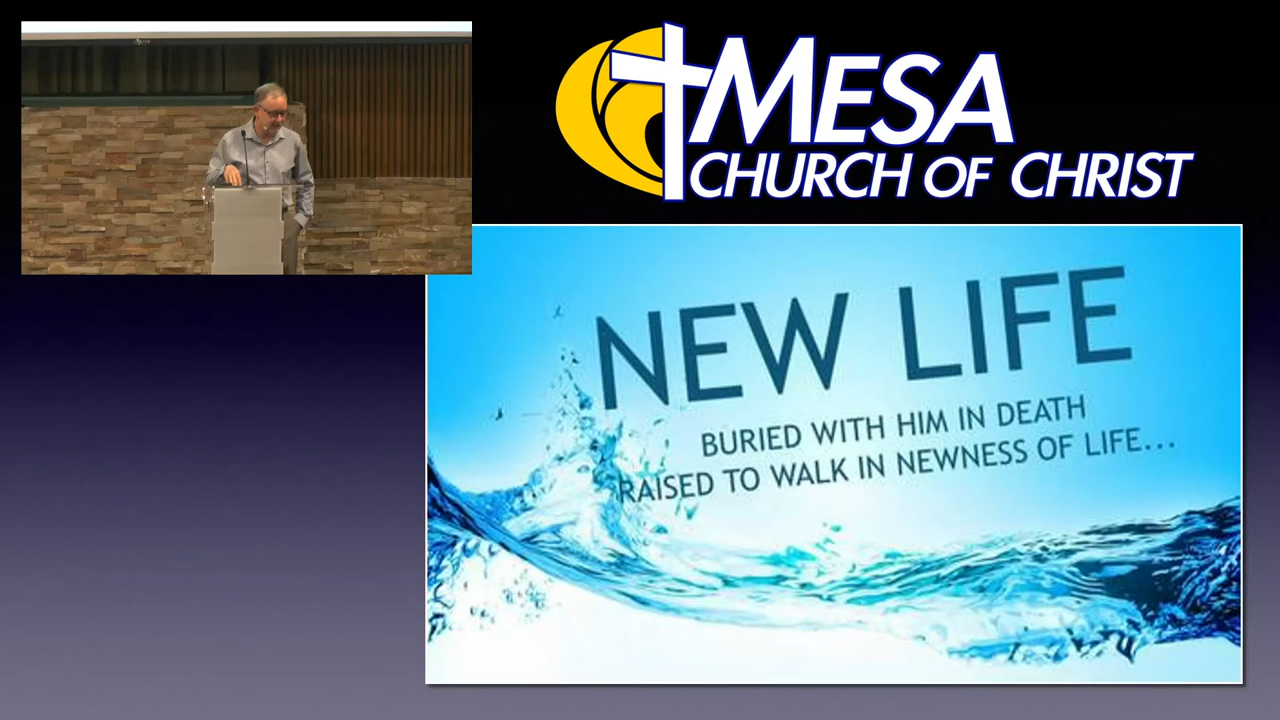 MESA
CHURCH OF CHRIST
NEW LIFE
BURIED WITH HIM IN DEATH
RAISED TO WALK IN NEWNESS OF LIFE...